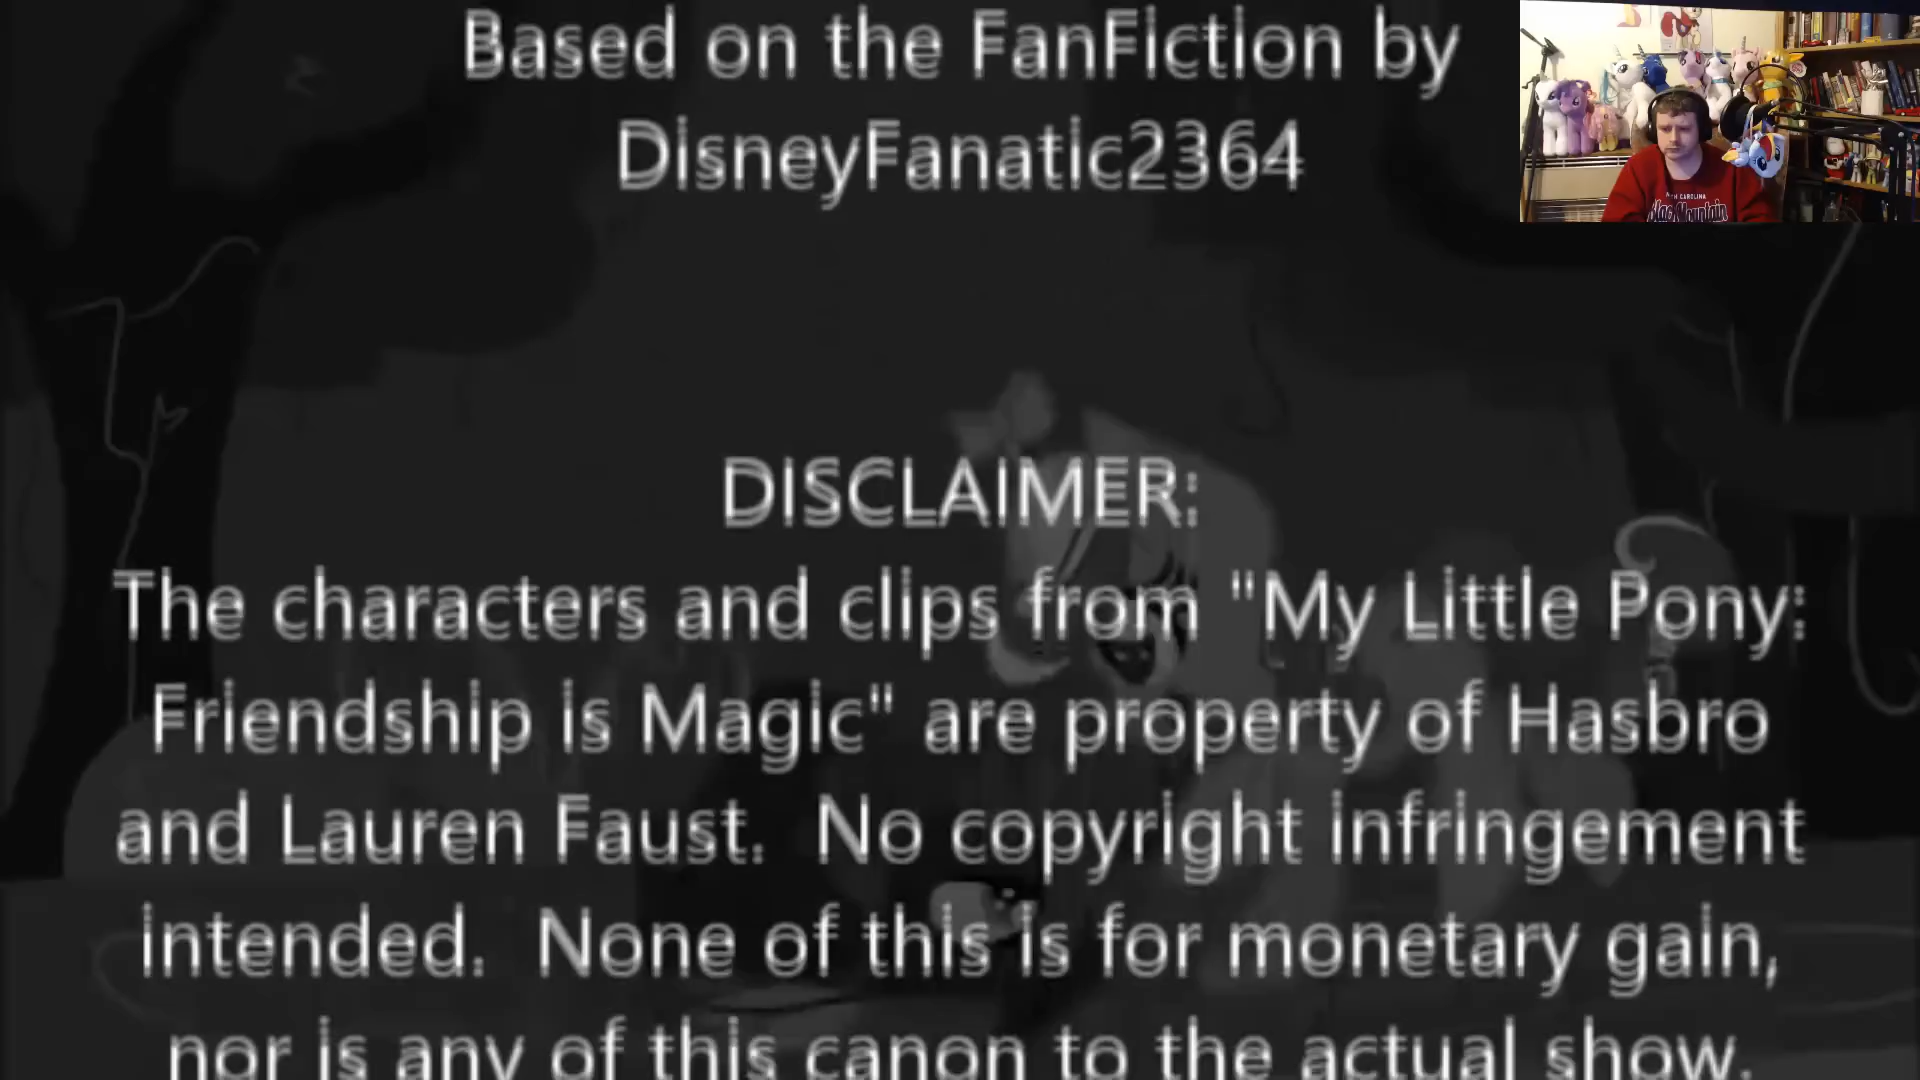 Based on the FanFiction by
DisneyFanatic2364
DISCLAIMER:
The characters and clips from "My Little Pony:
Friendship is Magic" are property of Hasbro
and Lauren Faust.  No copyright infringement
intended.  None of this is for monetary gain,
nor is any of this canon to the actual show.
CAROLINA
Mountain